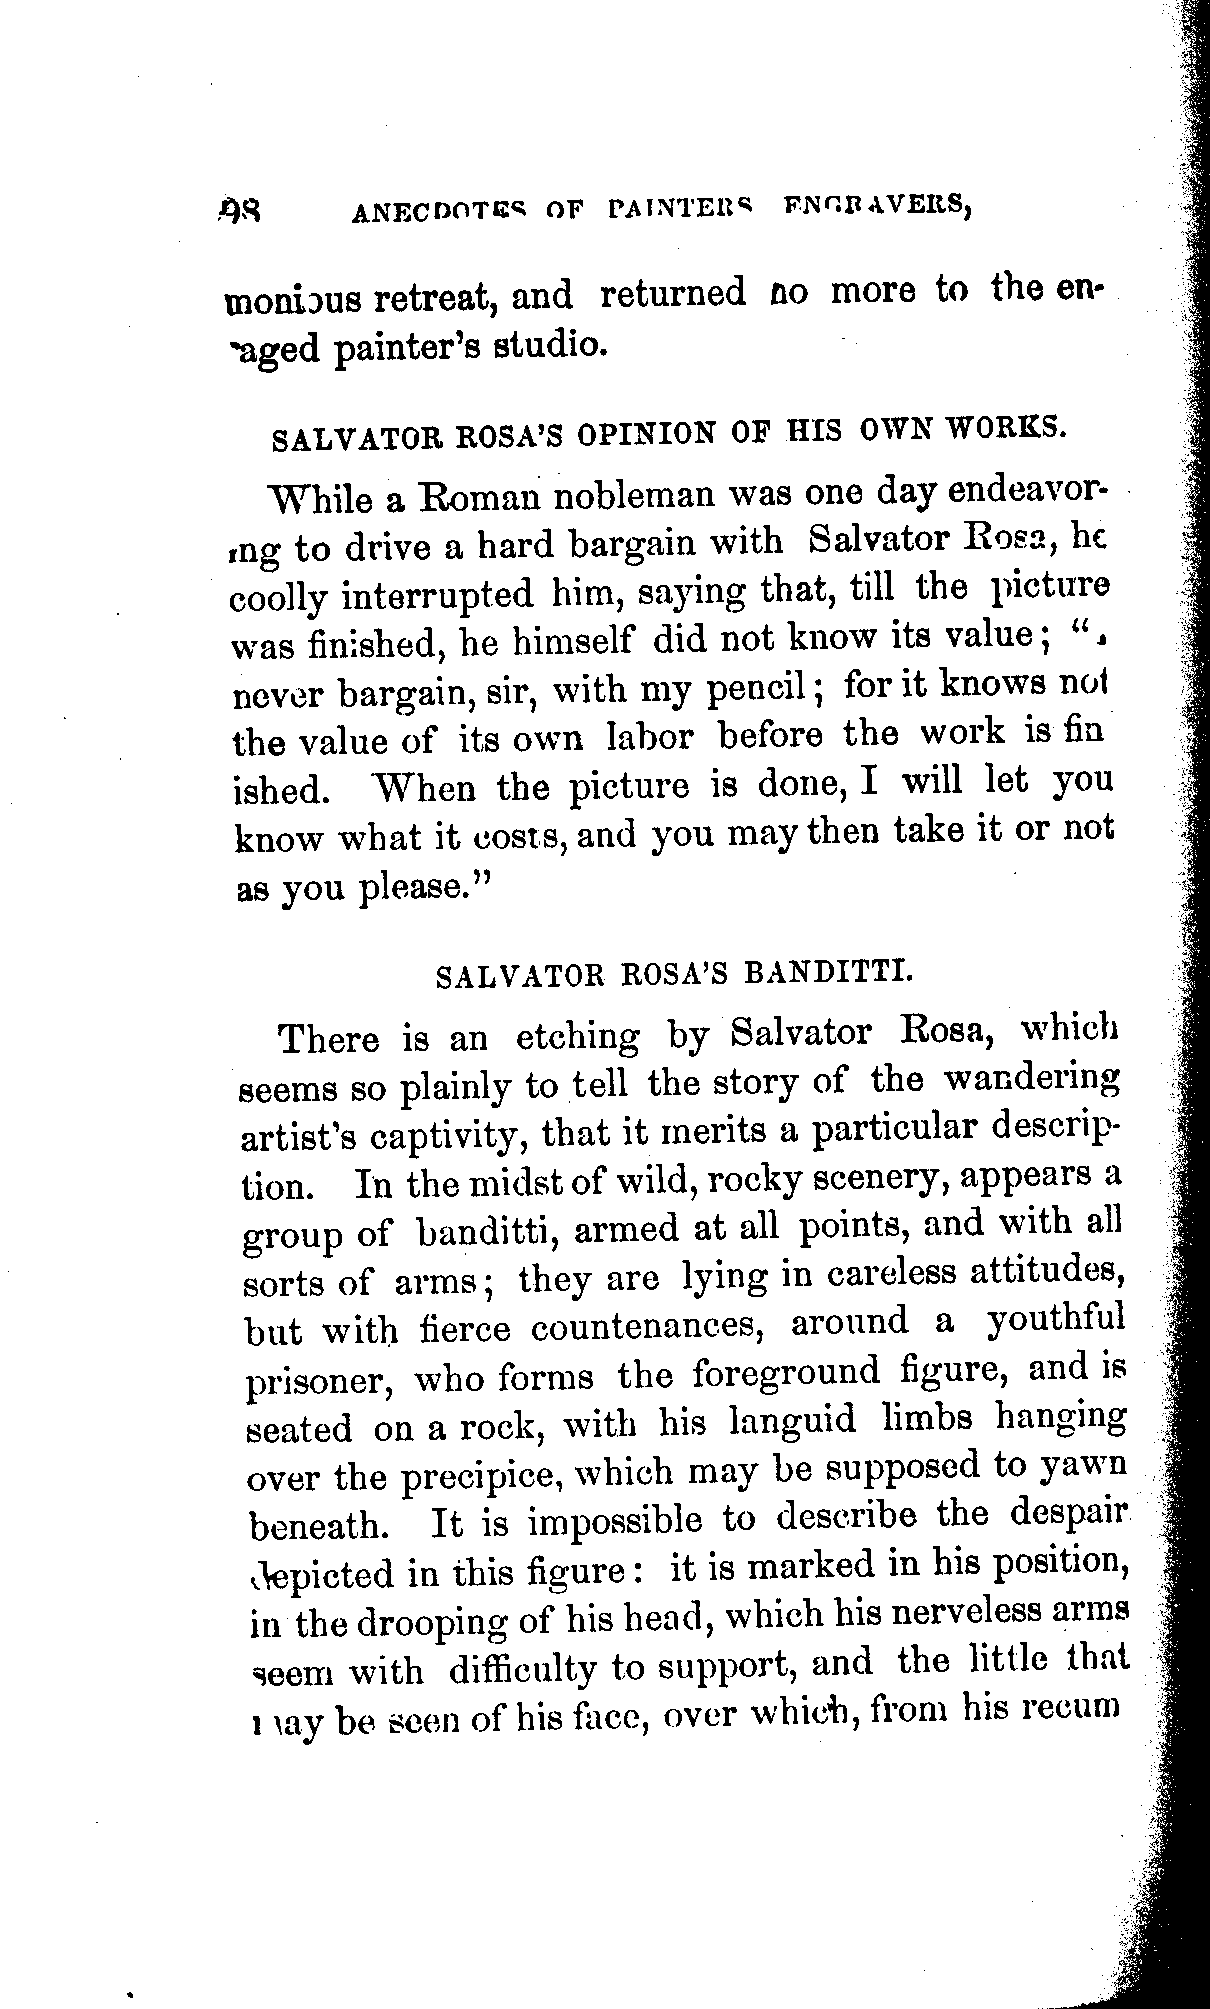 98 ANECDOTES OF PAINTERS ENGRAVERS,
monious retreat, and returned no more to the en-
raged painter's studio.
SALVATOR ROSA'S OPINION OF HIS OWN WORKS.
While a Roman nobleman was one day endeavor-
ing to drive a hard bargain with Salvator Rosa, he
coolly interrupted him, saying that, till the picture
was finished, he himself did not know its value; "
never bargain, sir, with my pencil; for it knows not
the value of its own labor before the work is fin
ished. When the picture is done, I will let you
know what it costs, and you may then take it or not
as you please."
SALVATOR ROSA'S BANDITTI.
There is an etching by Salvator Rosa, which
seems so plainly to tell the story of the wandering
artist's captivity, that it merits a particular descrip-
tion. In the midst of wild, rocky scenery, appears a
group of banditti, armed at all points, and with all
sorts of arms; they are lying in careless attitudes,
but with fierce countenances, around a youthful
prisoner, who forms the foreground figure, and is
seated on a rock, with his languid limbs hanging
over the precipice, which may be supposed to yawn
beneath. It is impossible to describe the despair
depicted in this figure: it is marked in his position,
in the drooping of his head, which his nerveless arms
seem with difficulty to support, and the little that
may be seen of his face, over which, from his recum